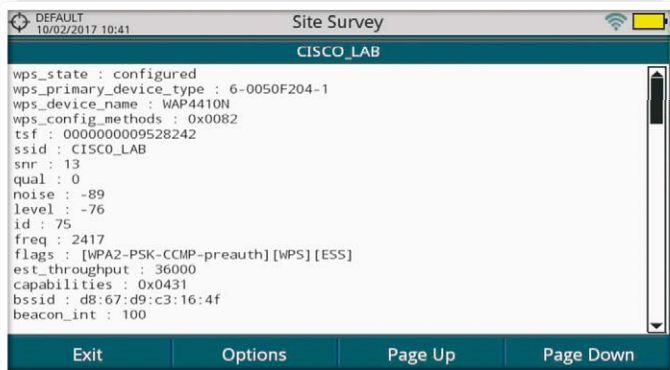 DEFAULT
10/02/2017 10:41
Site Survey
CISCO_LAB
wps_state : configured
wps_primary_device_type : 6-0050F204-1
wps_device_name : WAP4410N
wps_config_methods : 0x0082
tsf : 0000000009528242
ssid : CISCO_LAB
snr : 13
qual : 0
noise : -89
level : -76
id : 75
freq : 2417
flags : [WPA2-PSK-CCMP-preauth][WPS][ESS]
est_throughput : 36000
capabilities : 0x0431
bssid : d8:67:d9:c3:16:4f
beacon_int : 100
Exit
Options
Page Up
Page Down